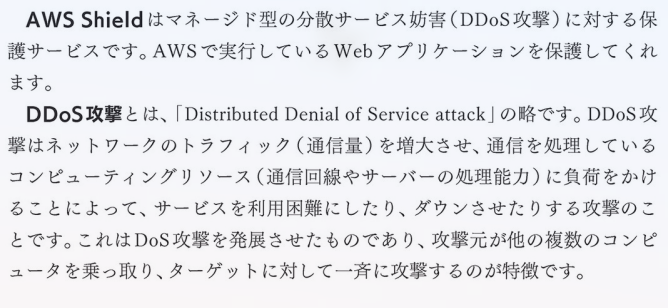 AWS Shieldはマネージド型の分散サービス妨害(DDoS攻撃)に対する保
護サービスです。AWSで実行しているWebアプリケーションを保護してくれ
ます。
DDoS攻撃とは、「Distributed Denial of Service attack」の略です。DDoS攻
撃はネットワークのトラフィック(通信量)を増大させ、通信を処理している
コンピューティングリソース(通信回線やサーバーの処理能力)に負荷をかけ
ることによって、サービスを利用困難にしたり、ダウンさせたりする攻撃のこ
とです。これはDoS攻撃を発展させたものであり、攻撃元が他の複数のコンピ
ュータを乗っ取り、ターゲットに対して一斉に攻撃するのが特徴です。